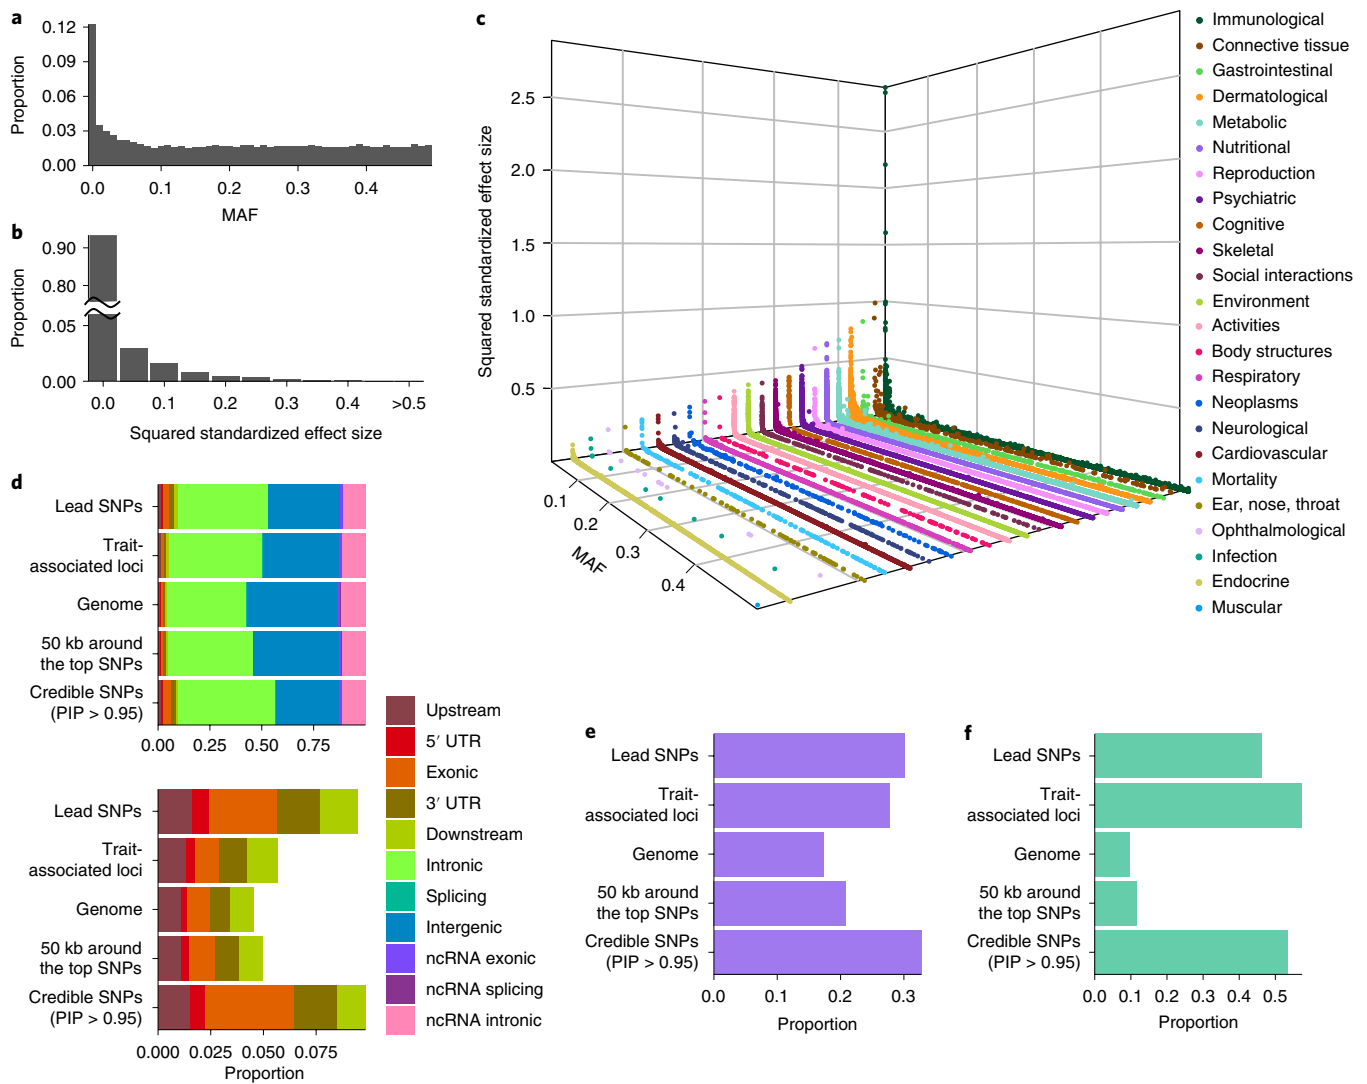 a
0.12
0.09
0.06
0.03
0.00
Proportion
0.0 0.1 0.2 0.3 0.4
MAF
b
0.90
0.80
0.05
0.00
Proportion
0.0 0.1 0.2 0.3 0.4 >0.5
Squared standardized effect size
c
2.5
2.0
1.5
1.0
0.5
Squared standardized effect size
0.1
0.2
0.3
0.4
MAF
Immunological
Connective tissue
Gastrointestinal
Dermatological
Metabolic
Nutritional
Reproduction
Psychiatric
Cognitive
Skeletal
Social interactions
Environment
Activities
Body structures
Respiratory
Neoplasms
Neurological
Cardiovascular
Mortality
Ear, nose, throat
Ophthalmological
Infection
Endocrine
Muscular
d
Lead SNPs
Trait-
associated loci
Genome
50 kb around
the top SNPs
Credible SNPs
(PIP > 0.95)
0.00 0.25 0.50 0.75
Lead SNPs
Trait-
associated loci
Genome
50 kb around
the top SNPs
Credible SNPs
(PIP > 0.95)
0.000 0.025 0.050 0.075
Proportion
Upstream
5′ UTR
Exonic
3′ UTR
Downstream
Intronic
Splicing
Intergenic
ncRNA exonic
ncRNA splicing
ncRNA intronic
e
Lead SNPs
Trait-
associated loci
Genome
50 kb around
the top SNPs
Credible SNPs
(PIP > 0.95)
0.0 0.1 0.2 0.3
Proportion
f
Lead SNPs
Trait-
associated loci
Genome
50 kb around
the top SNPs
Credible SNPs
(PIP > 0.95)
0.0 0.1 0.2 0.3 0.4 0.5
Proportion